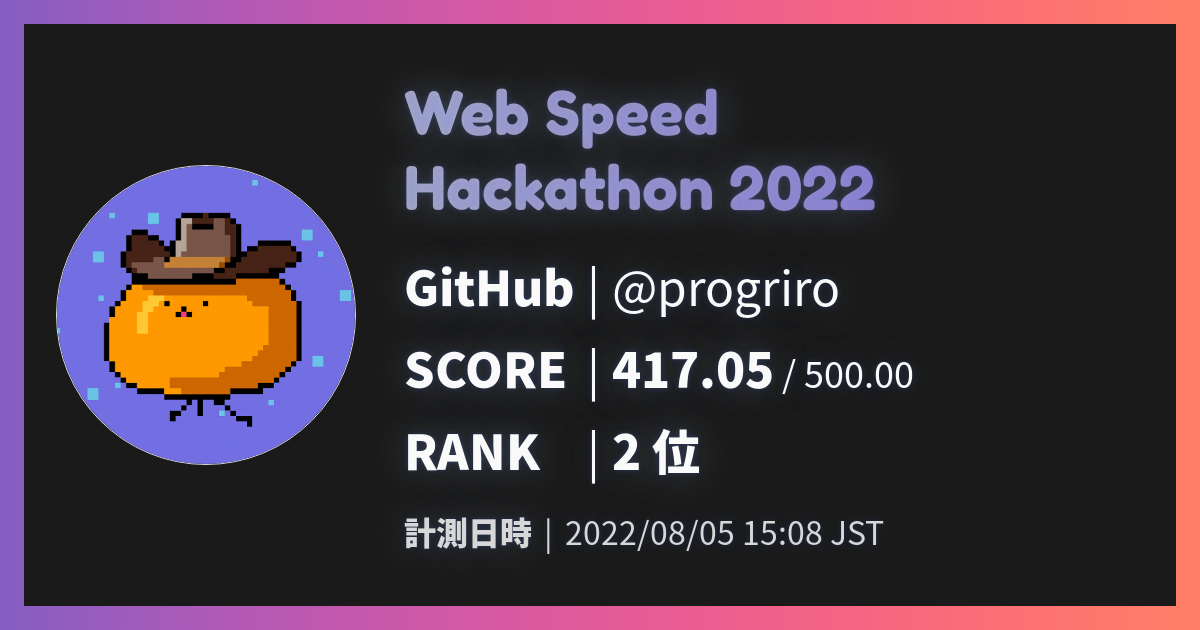 Web Speed
Hackathon 2022
GitHub | @progriro
SCORE | 417.05 / 500.00
RANK | 2 位
計測日時 | 2022/08/05 15:08 JST